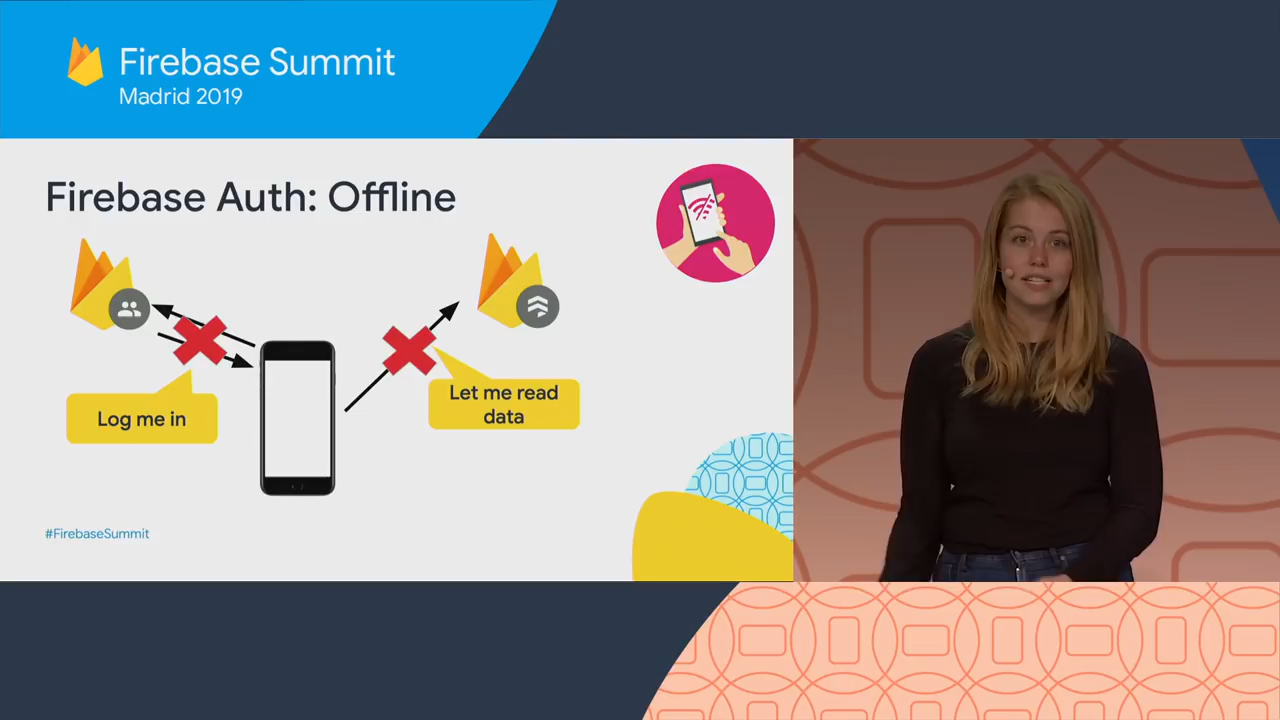 Firebase Summit
Madrid 2019
Firebase Auth: Offline
Log me in
Let me read
data
#FirebaseSummit